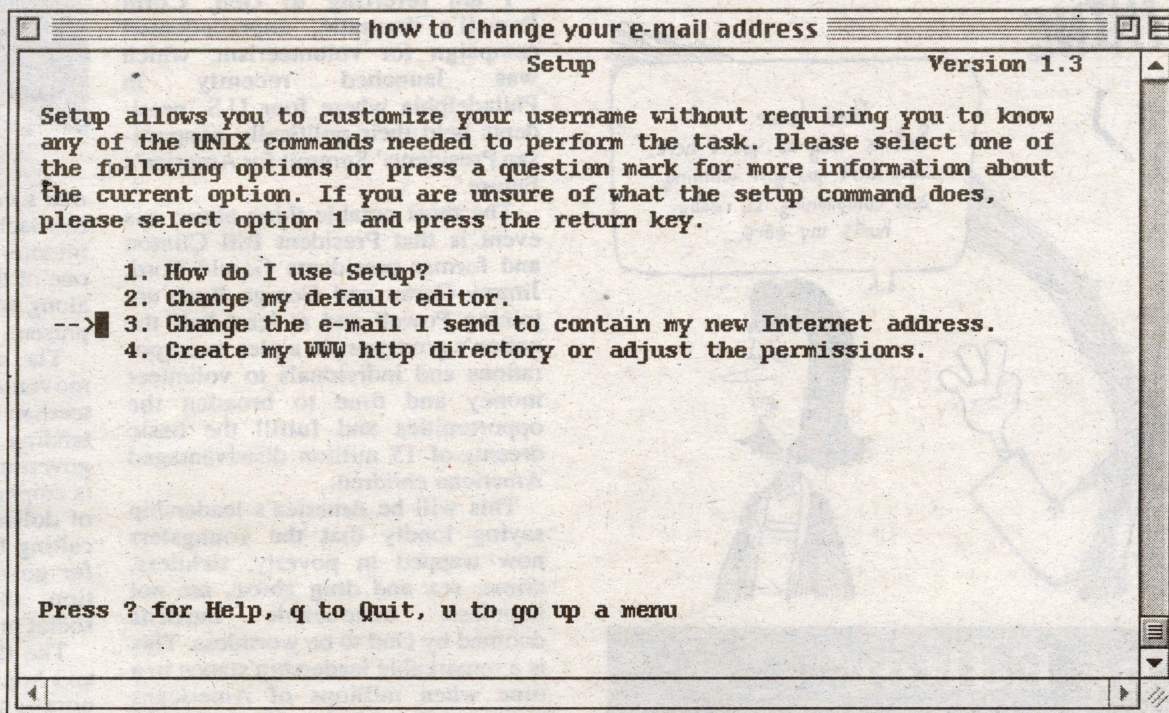 how to change your e-mail address
Setup Version 1.3
Setup allows you to customize your username without requiring you to know
any of the UNIX commands needed to perform the task. Please select one of
the following options or press a question mark for more information about
the current option. If you are unsure of what the setup command does,
please select option 1 and press the return key.
1. How do I use Setup?
2. Change my default editor.
--> 3. Change the e-mail I send to contain my new Internet address.
4. Create my WWW http directory or adjust the permissions.
Press ? for Help, q to Quit, u to go up a menu